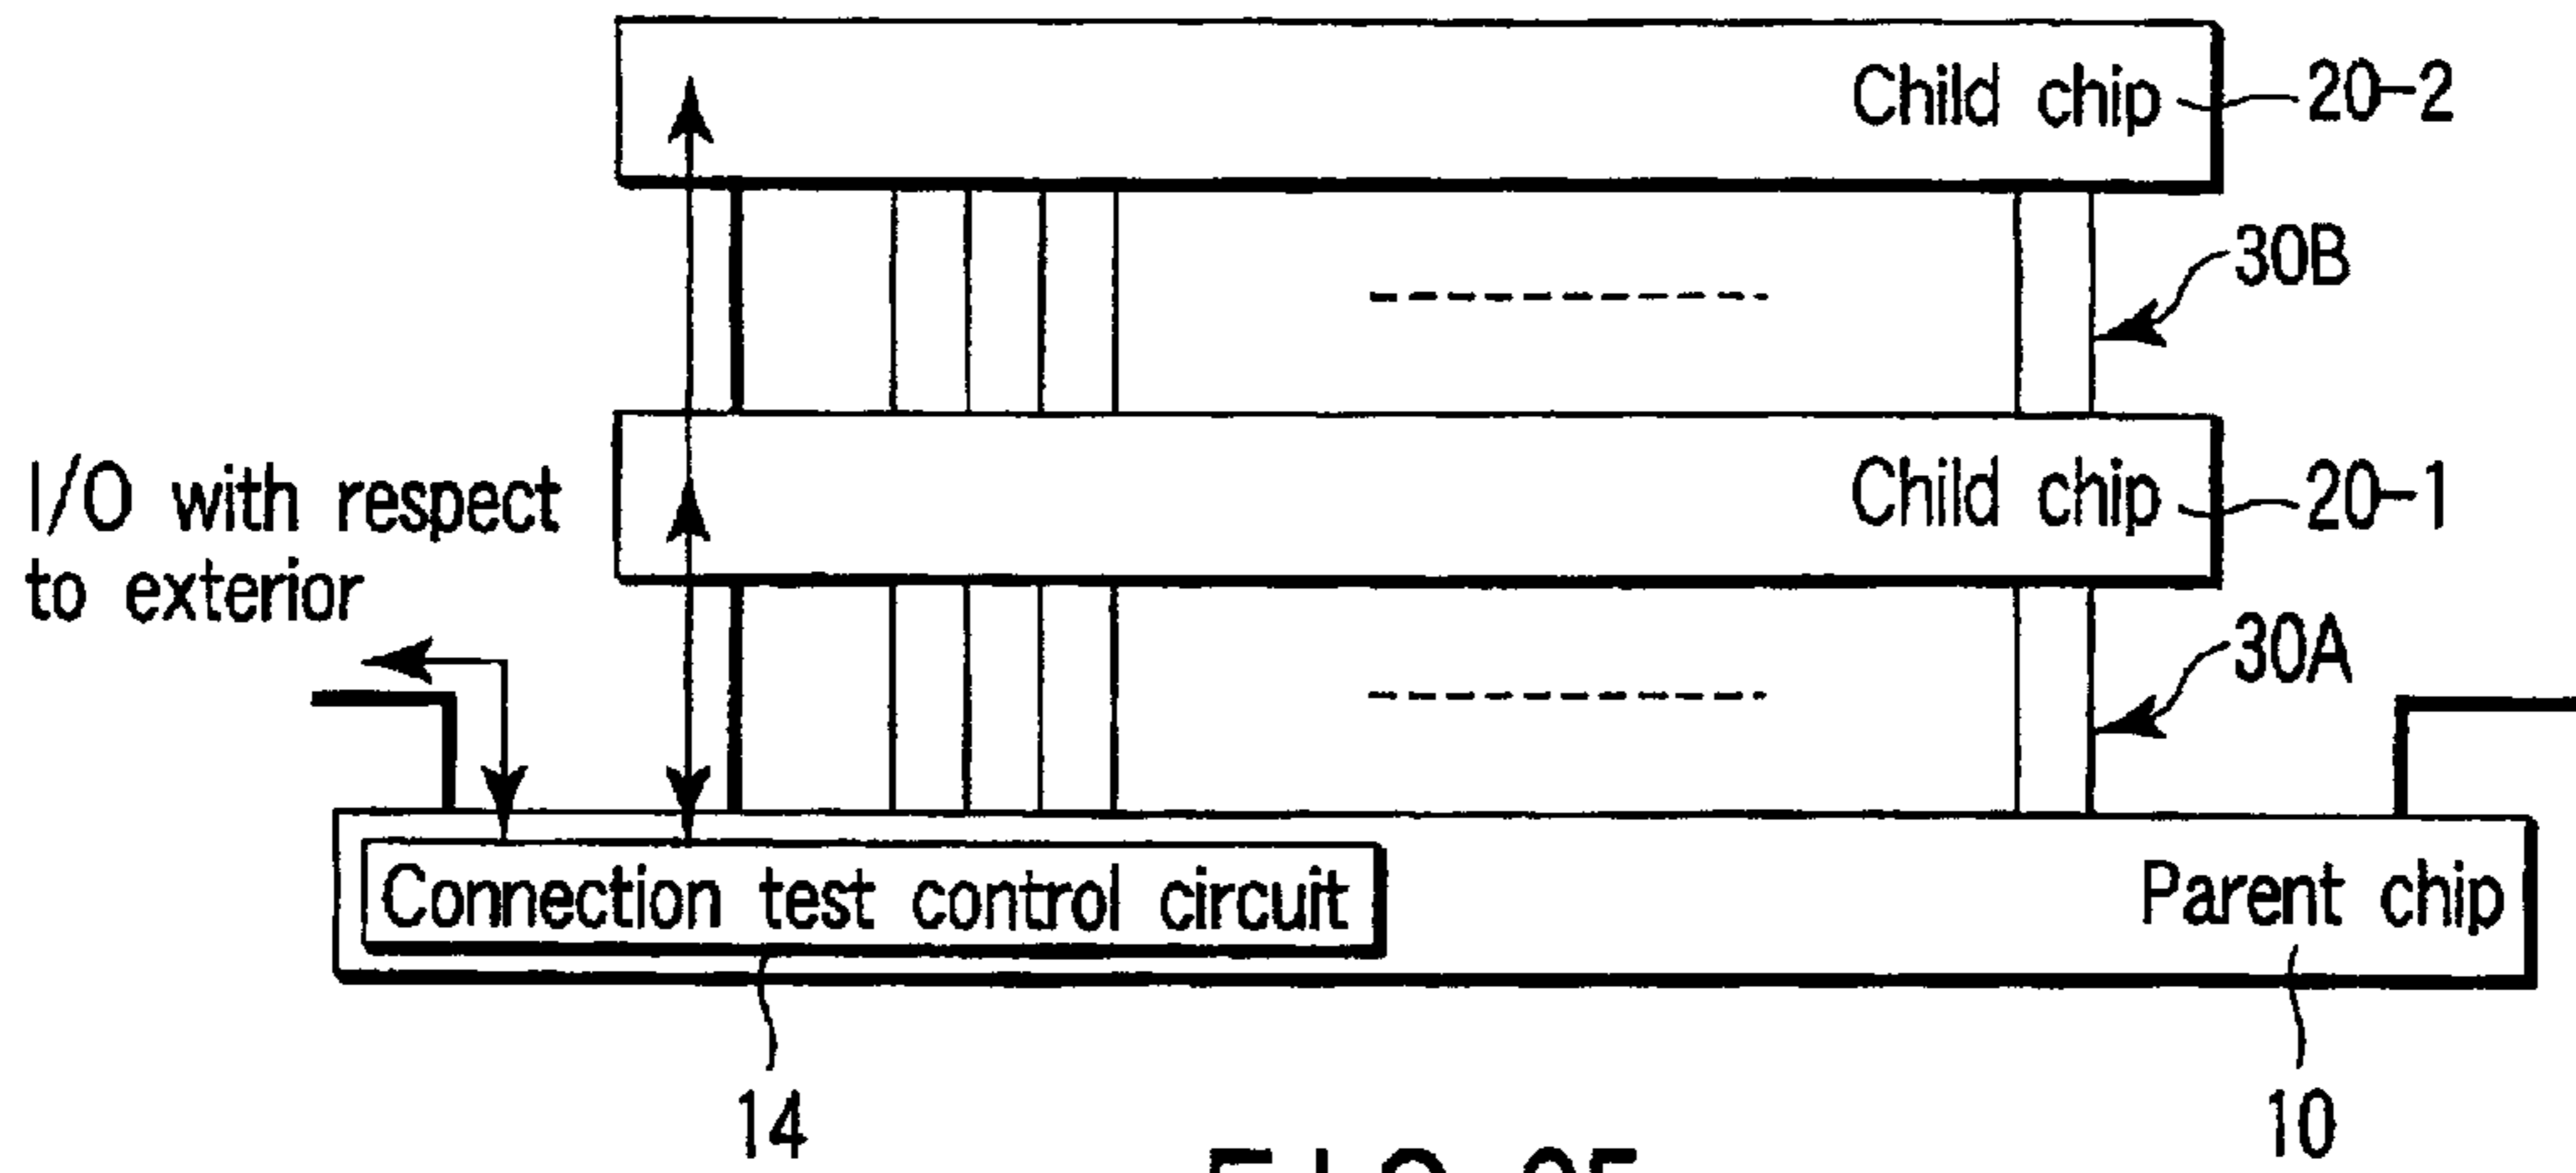 Child chip
20-2
30B
I/O with respect
to exterior
Child chip
20-1
30A
Connection test control circuit
Parent chip
14
10